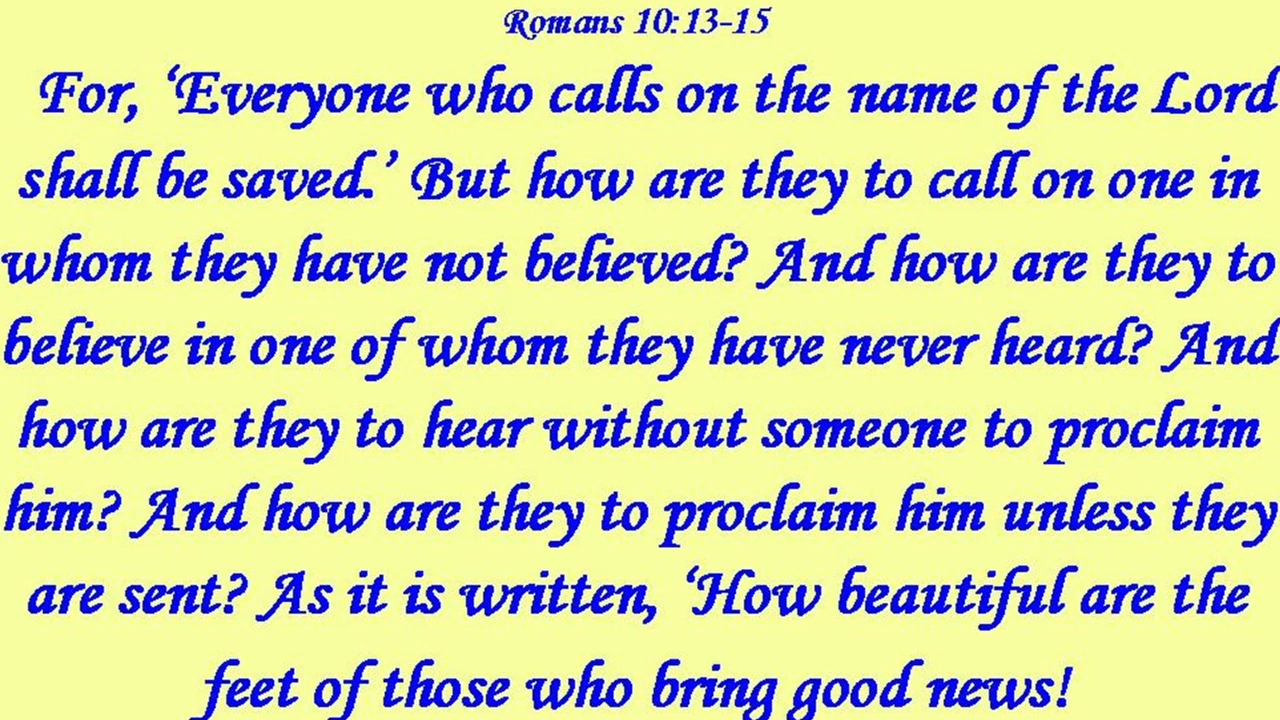 Romans 10:13-15
For, ‘Everyone who calls on the name of the Lord
shall be saved.’ But how are they to call on one in
whom they have not believed? And how are they to
believe in one of whom they have never heard? And
how are they to hear without someone to proclaim
him? And how are they to proclaim him unless they
are sent? As it is written, ‘How beautiful are the
feet of those who bring good news!